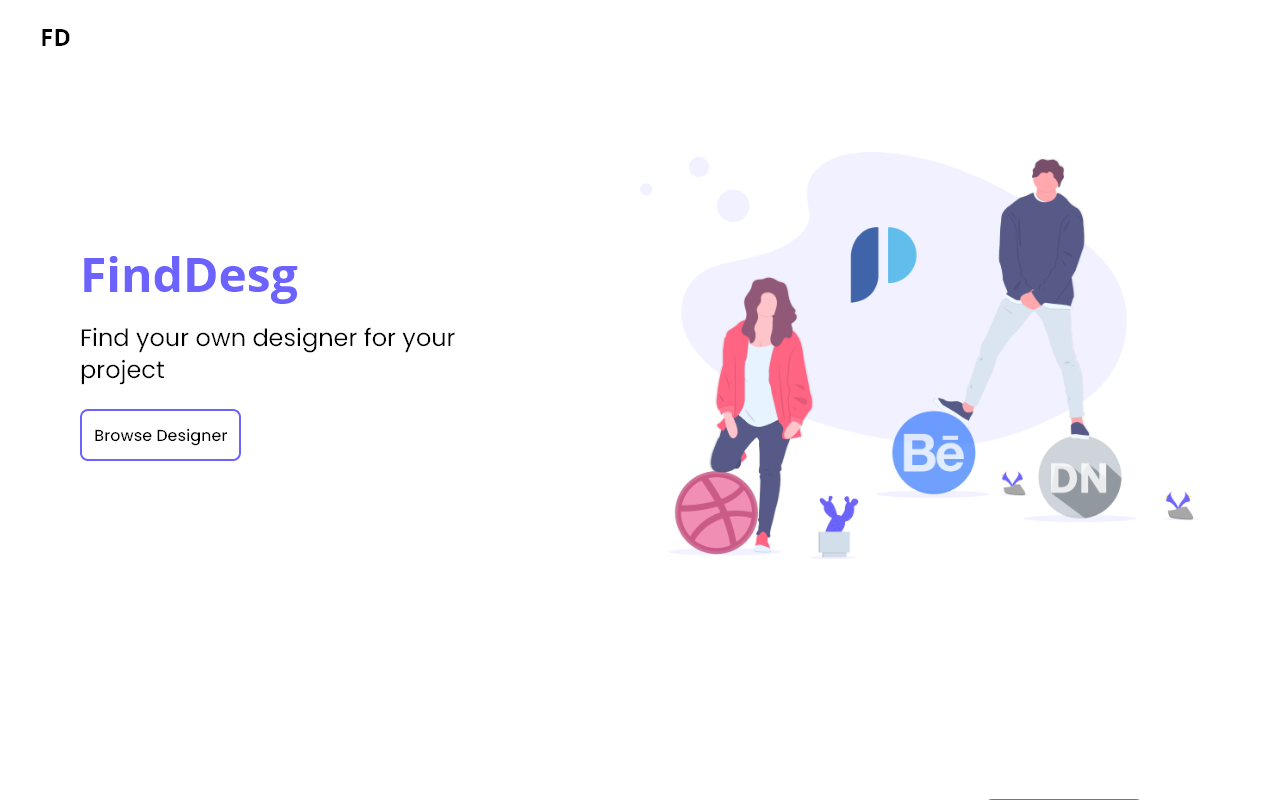 FD
FindDesg
Find your own designer for your
project
Browse Designer
Bē
DN